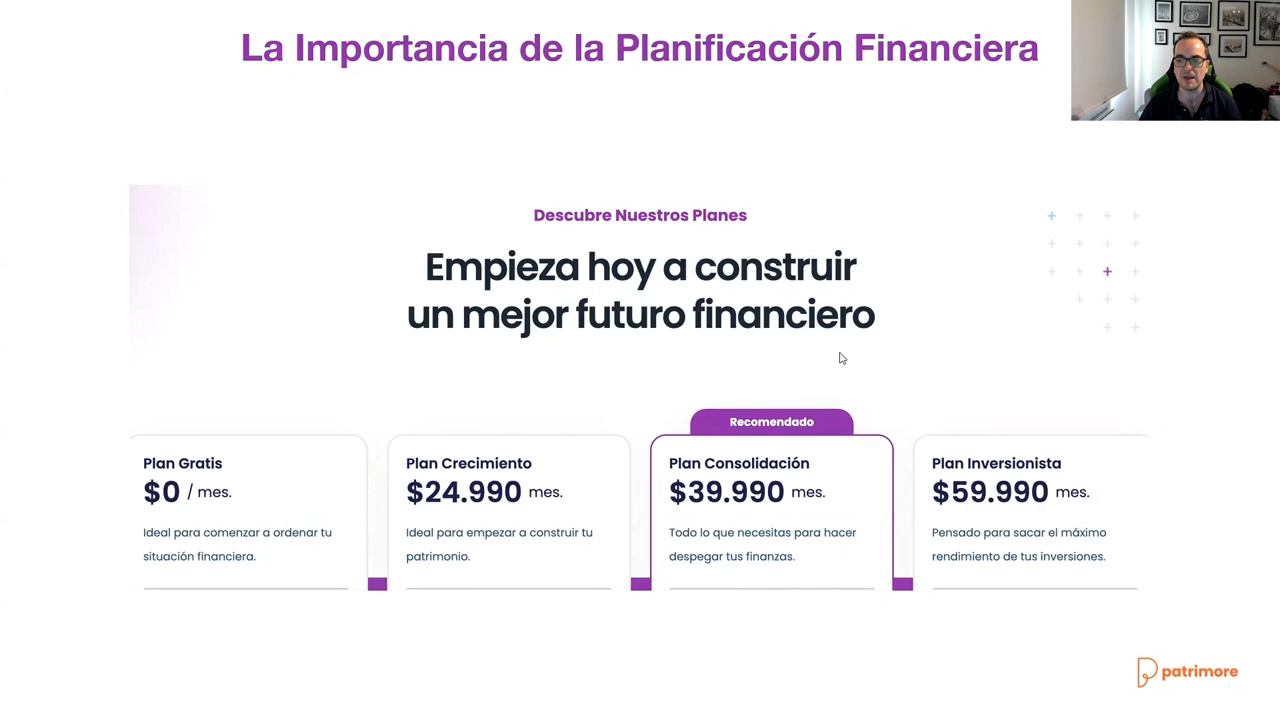 La Importancia de la Planificación Financiera
Descubre Nuestros Planes
Empieza hoy a construir
un mejor futuro financiero
Recomendado
Plan Gratis
$0 / mes.
Ideal para comenzar a ordenar tu
situación financiera.
Plan Crecimiento
$24.990 mes.
Ideal para empezar a construir tu
patrimonio.
Plan Consolidación
$39.990 mes.
Todo lo que necesitas para hacer
despegar tus finanzas.
Plan Inversionista
$59.990 mes.
Pensado para sacar el máximo
rendimiento de tus inversiones.
patrimore